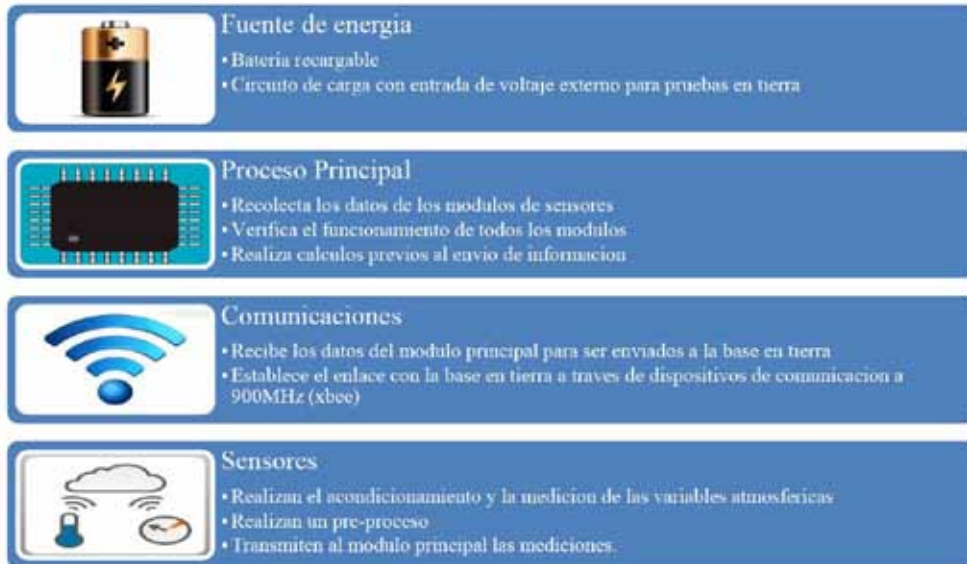 Fuente de energia
• Bateria recargable
• Circuito de carga con entrada de voltaje externo para pruebas en tierra
Proceso Principal
• Recolecta los datos de los modulos de sensores
• Verifica el funcionamiento de todos los modulos
• Realiza calculos previos al envio de informacion
Comunicaciones
• Recibe los datos del modulo principal para ser enviados a la base en tierra
• Establece el enlace con la base en tierra a traves de dispositivos de comunicacion a
900MHz (xbee)
Sensores
• Realizan el acondicionamiento y la medicion de las variables atmosfericas
• Realizan un pre-proceso
• Transmiten al modulo principal las mediciones.